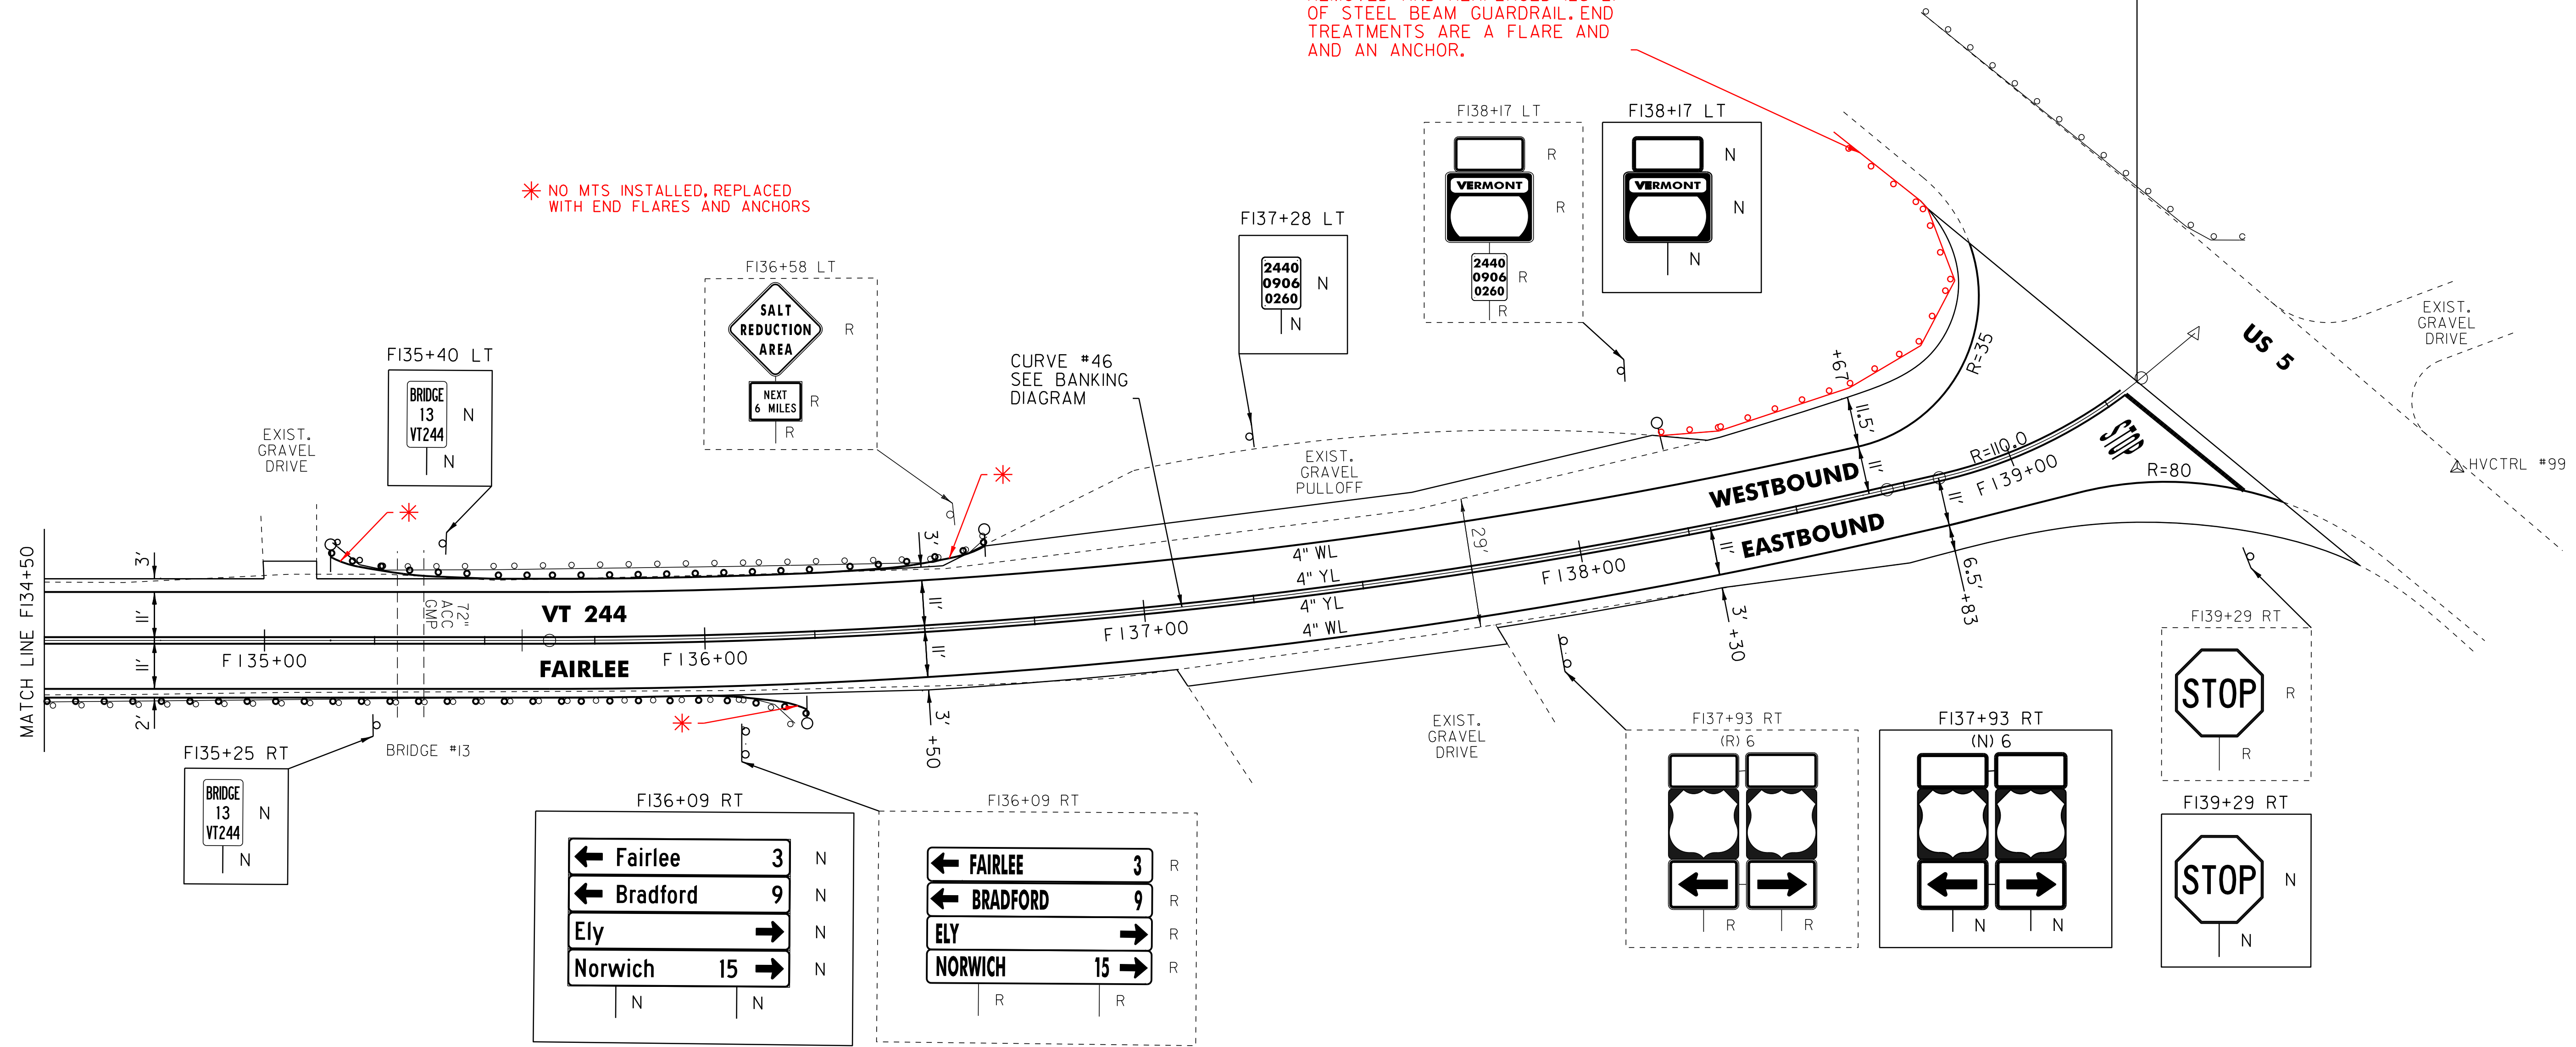 OF STEEL BEAM GUARDRAIL. END
TREATMENTS ARE A FLARE AND
AND AN ANCHOR.
✳ NO MTS INSTALLED, REPLACED
WITH END FLARES AND ANCHORS
F138+17 LT
R
VERMONT
R
2440
0906
0260
R
R
F138+17 LT
N
VERMONT
N
N
F137+28 LT
2440
0906
0260
N
N
F136+58 LT
SALT
REDUCTION
AREA
R
NEXT
6 MILES
R
R
F135+40 LT
BRIDGE
13
VT244
N
N
EXIST.
GRAVEL
DRIVE
CURVE #46
SEE BANKING
DIAGRAM
EXIST.
GRAVEL
PULLOFF
EXIST.
GRAVEL
DRIVE
US 5
HVCTRL #99
R=35
+67
11.5'
11'
R=110.0
F139+00
STOP
R=80
WESTBOUND
EASTBOUND
11'
11'
6.5'
+83
3'
+30
29'
4" WL
4" YL
4" YL
4" WL
F138+00
F137+00
F136+00
F135+00
MATCH LINE F134+50
3'
11'
11'
2'
72"
ACC
GMP
VT 244
FAIRLEE
3'
11'
11'
3'
+50
BRIDGE #13
F135+25 RT
BRIDGE
13
VT244
N
N
F136+09 RT
Fairlee 3 N
Bradford 9 N
Ely N
Norwich 15 N
N N
F136+09 RT
FAIRLEE 3 R
BRADFORD 9 R
ELY R
NORWICH 15 R
R R
EXIST.
GRAVEL
DRIVE
F137+93 RT
(R) 6
R R
F137+93 RT
(N) 6
N N
F139+29 RT
STOP R
R
F139+29 RT
STOP N
N